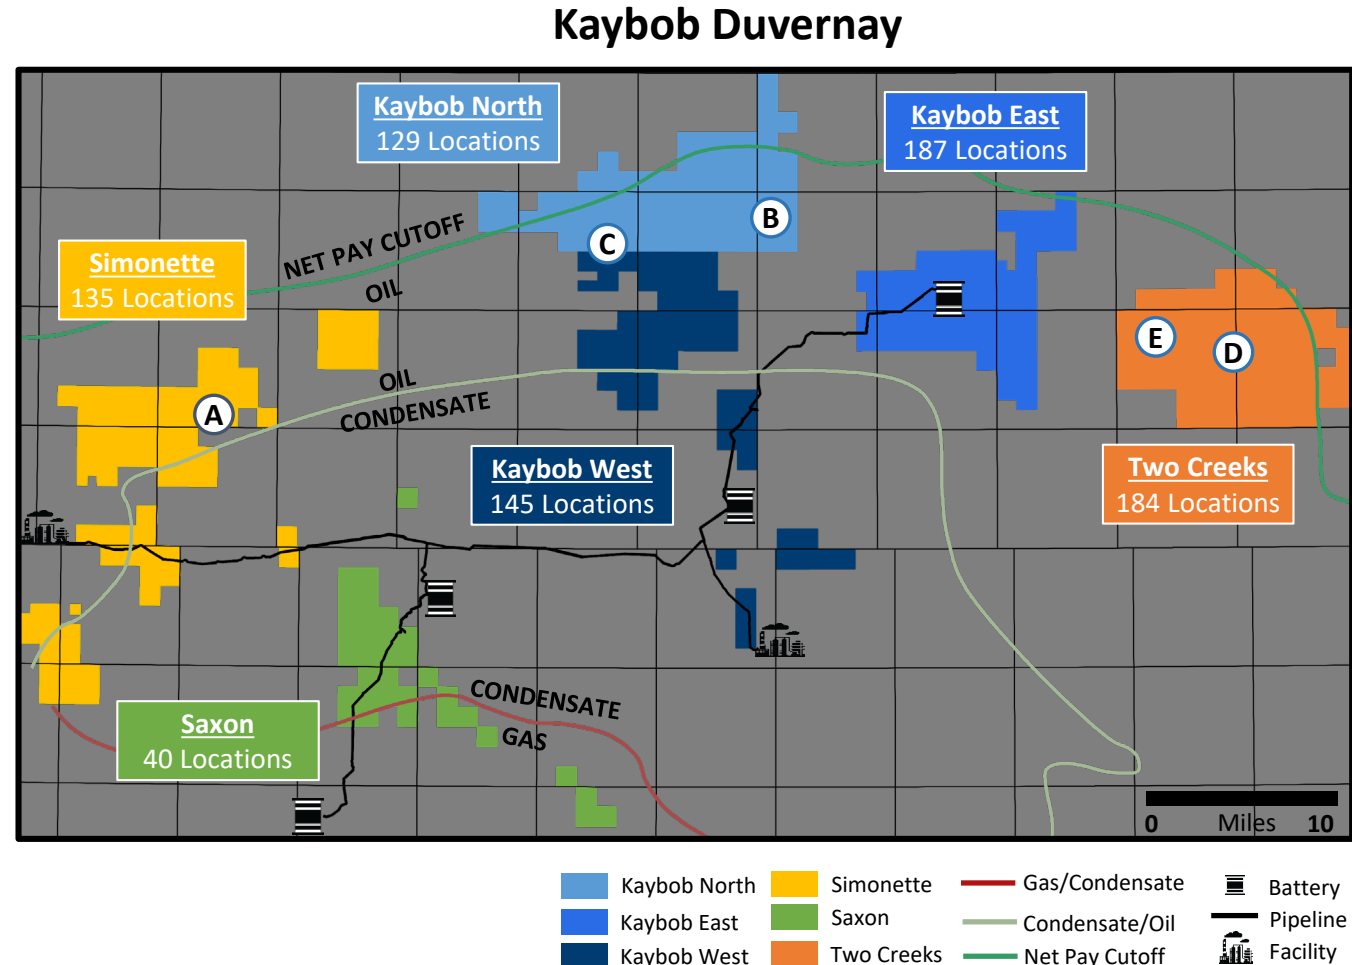 Kaybob Duvernay
Kaybob North
129 Locations
Kaybob East
187 Locations
B
C
NET PAY CUTOFF
Simonette
135 Locations
OIL
E
D
OIL
CONDENSATE
A
Kaybob West
145 Locations
Two Creeks
184 Locations
CONDENSATE
GAS
Saxon
40 Locations
0 Miles 10
Kaybob North
Simonette
Gas/Condensate
Battery
Kaybob East
Saxon
Condensate/Oil
Pipeline
Kaybob West
Two Creeks
Net Pay Cutoff
Facility